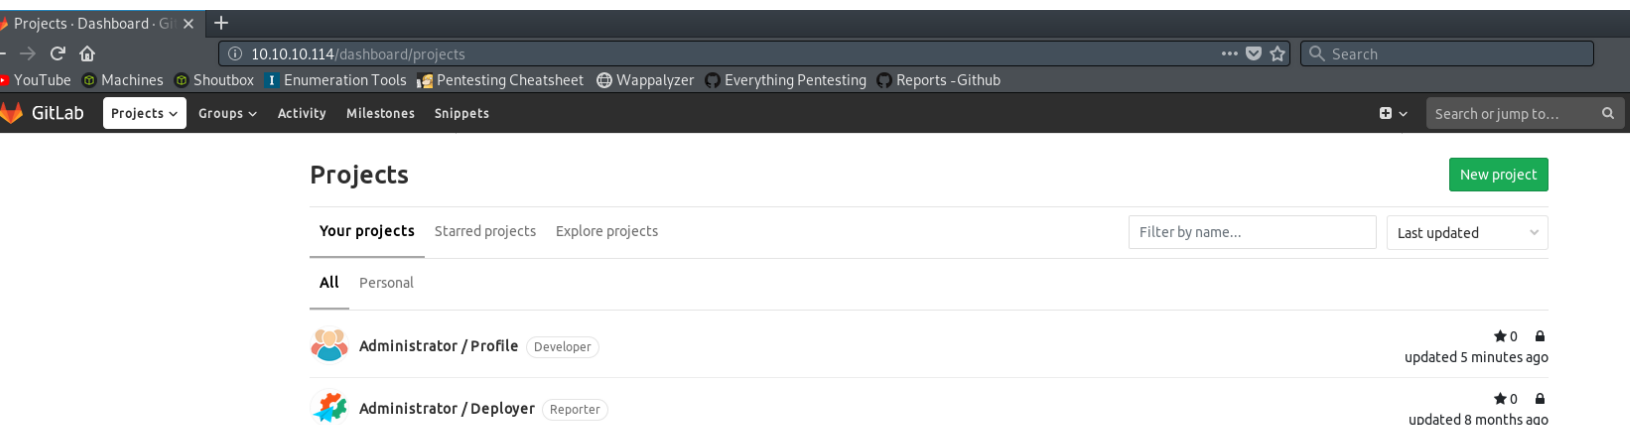 Projects · Dashboard · Git
10.10.10.114/dashboard/projects
Search
YouTube Machines Shoutbox Enumeration Tools Pentesting Cheatsheet Wappalyzer Everything Pentesting Reports - Github
GitLab Projects Groups Activity Milestones Snippets Search or jump to...
Projects
New project
Your projects Starred projects Explore projects Filter by name... Last updated
All Personal
Administrator / Profile Developer 0
updated 5 minutes ago
Administrator / Deployer Reporter 0
updated 8 months ago